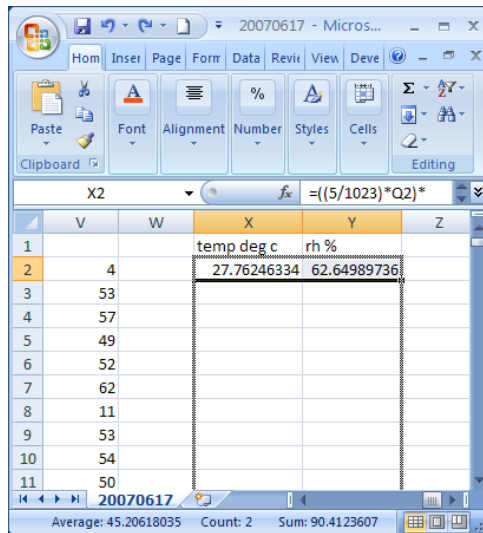 20070617 - Micros...
Hom Inser Page Form Data Revie View Deve
Paste Font Alignment Number Styles Cells
% Σ A Z
Clipboard Editing
X2 fx =((5/1023)*Q2)*
V W X Y Z
1 temp deg c rh %
2 4 27.76246334 62.64989736
3 53
4 57
5 49
6 52
7 62
8 11
9 53
10 54
11 50
20070617
Average: 45.20618035 Count: 2 Sum: 90.4123607